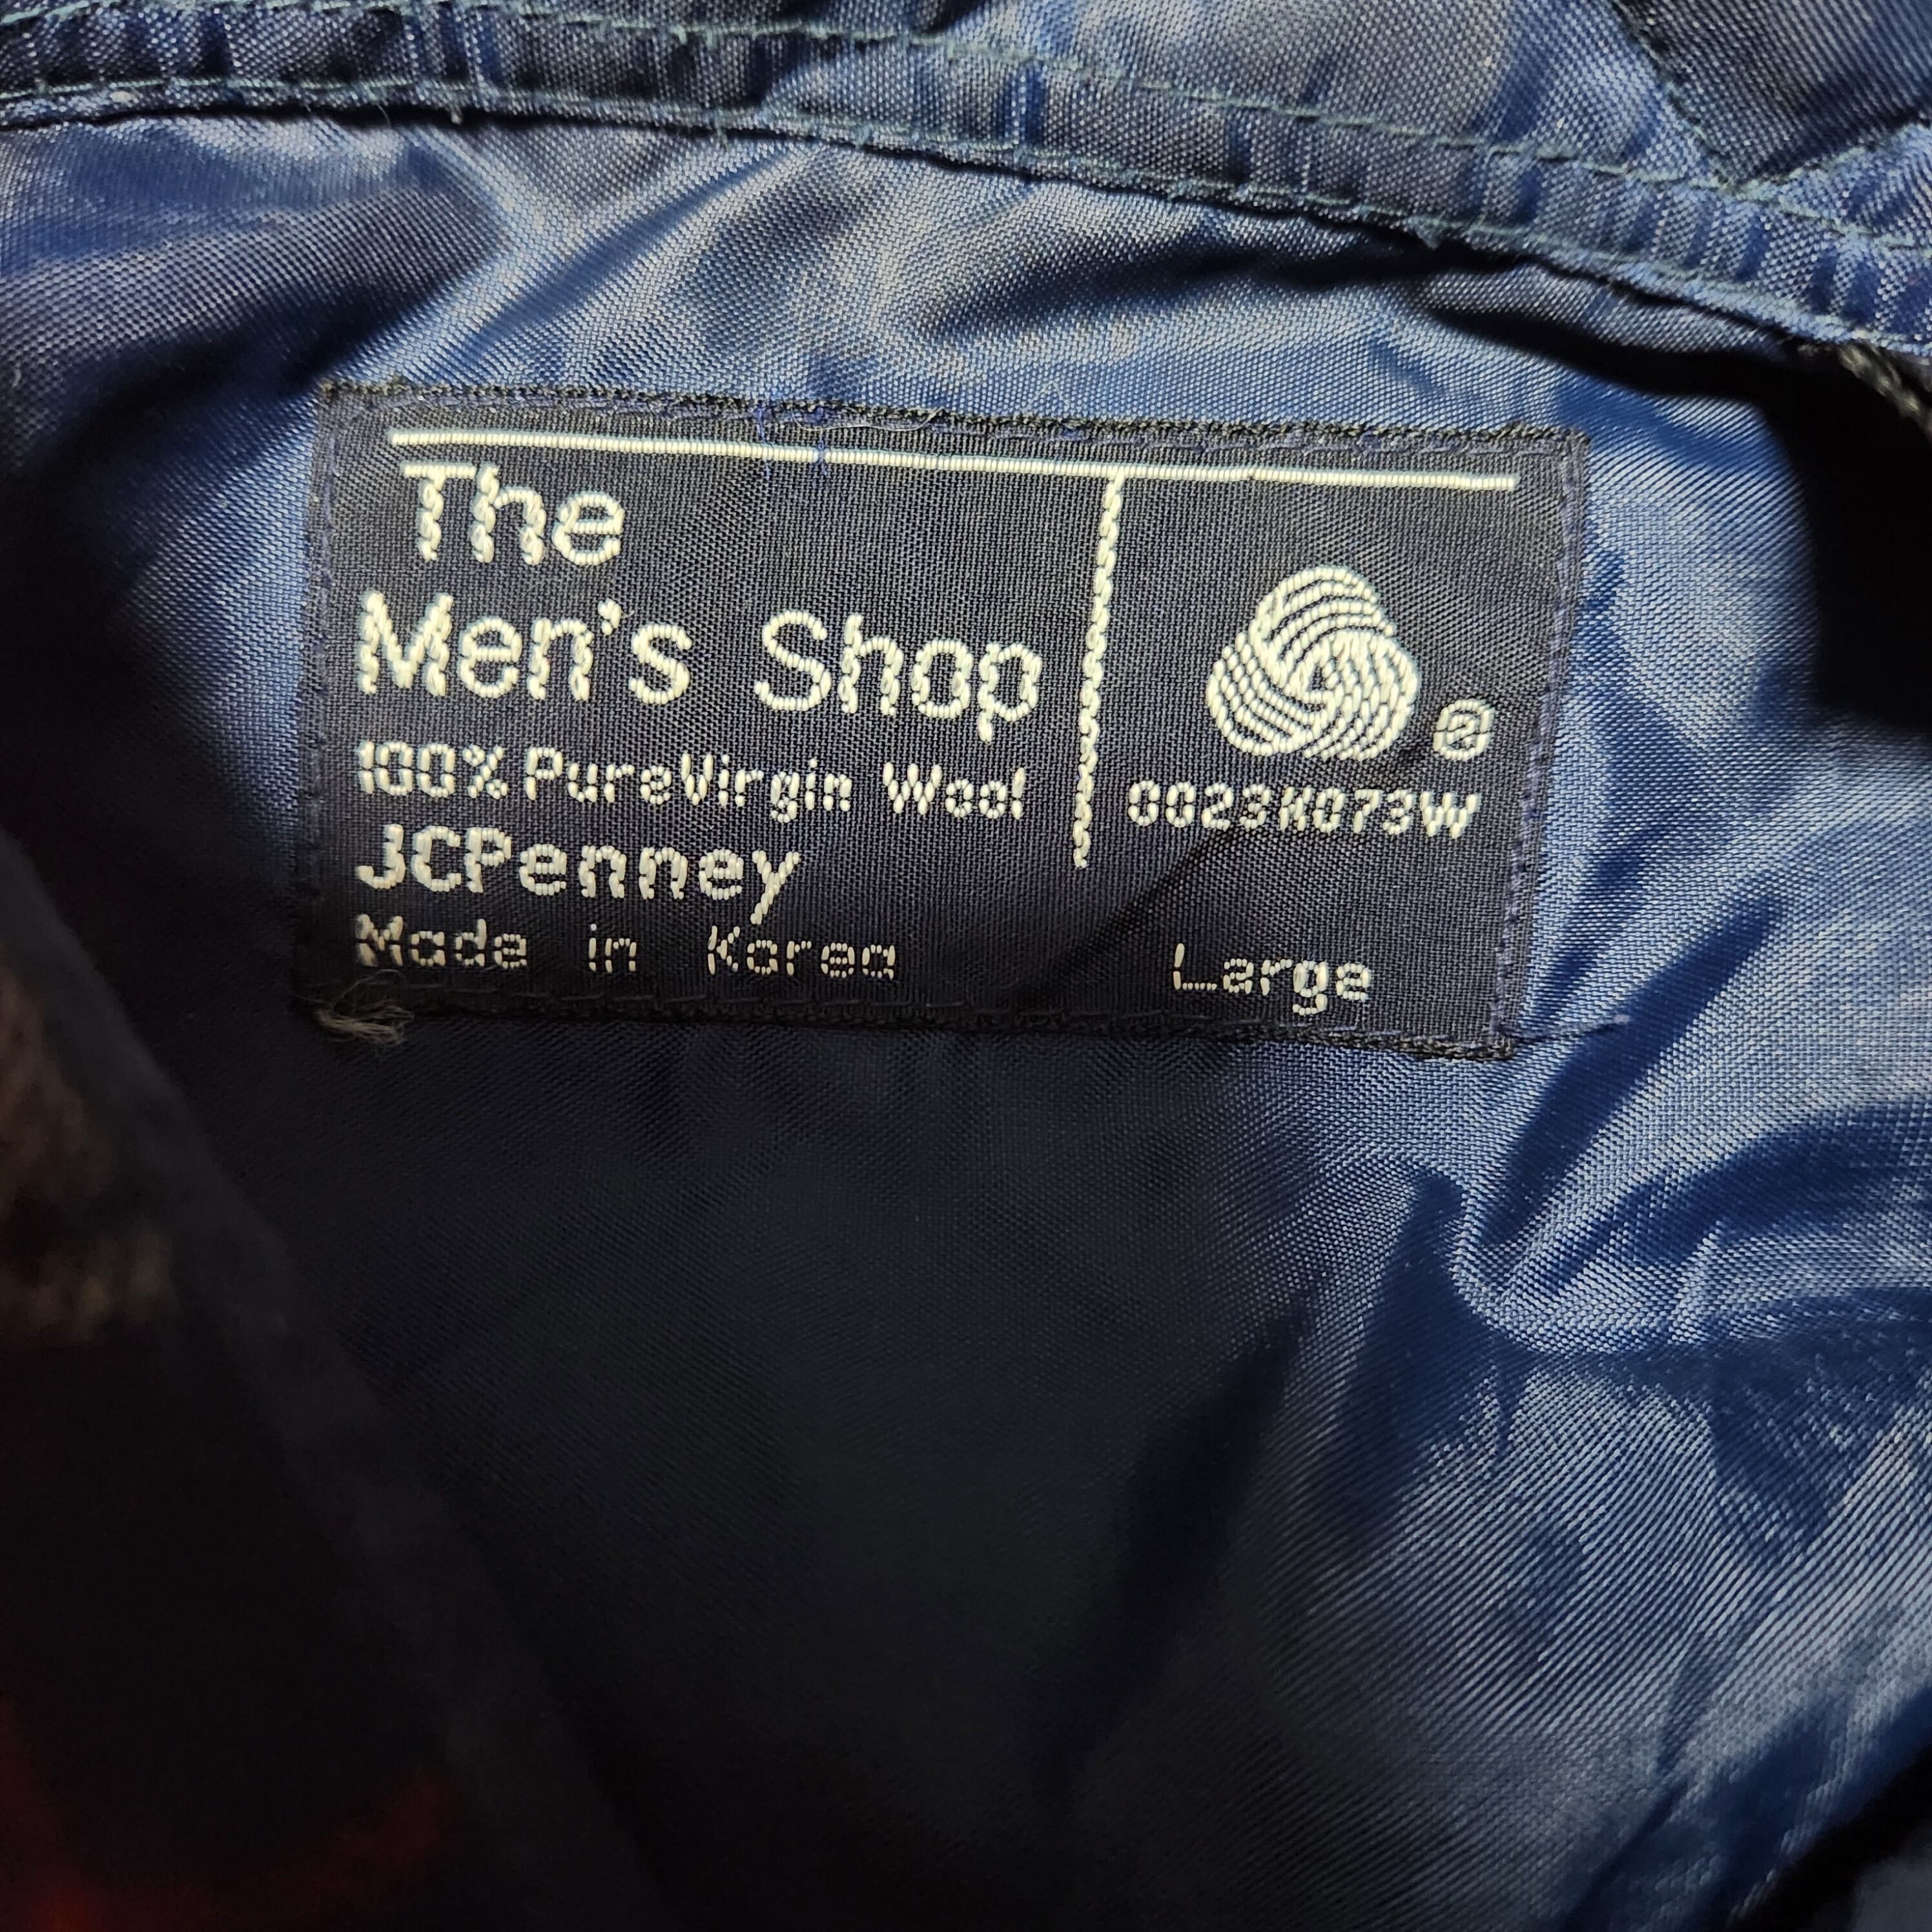 The
Men's Shop
100% Pure Virgin Wool
JCPenney
Made in Korea
®
0023K073W
Large